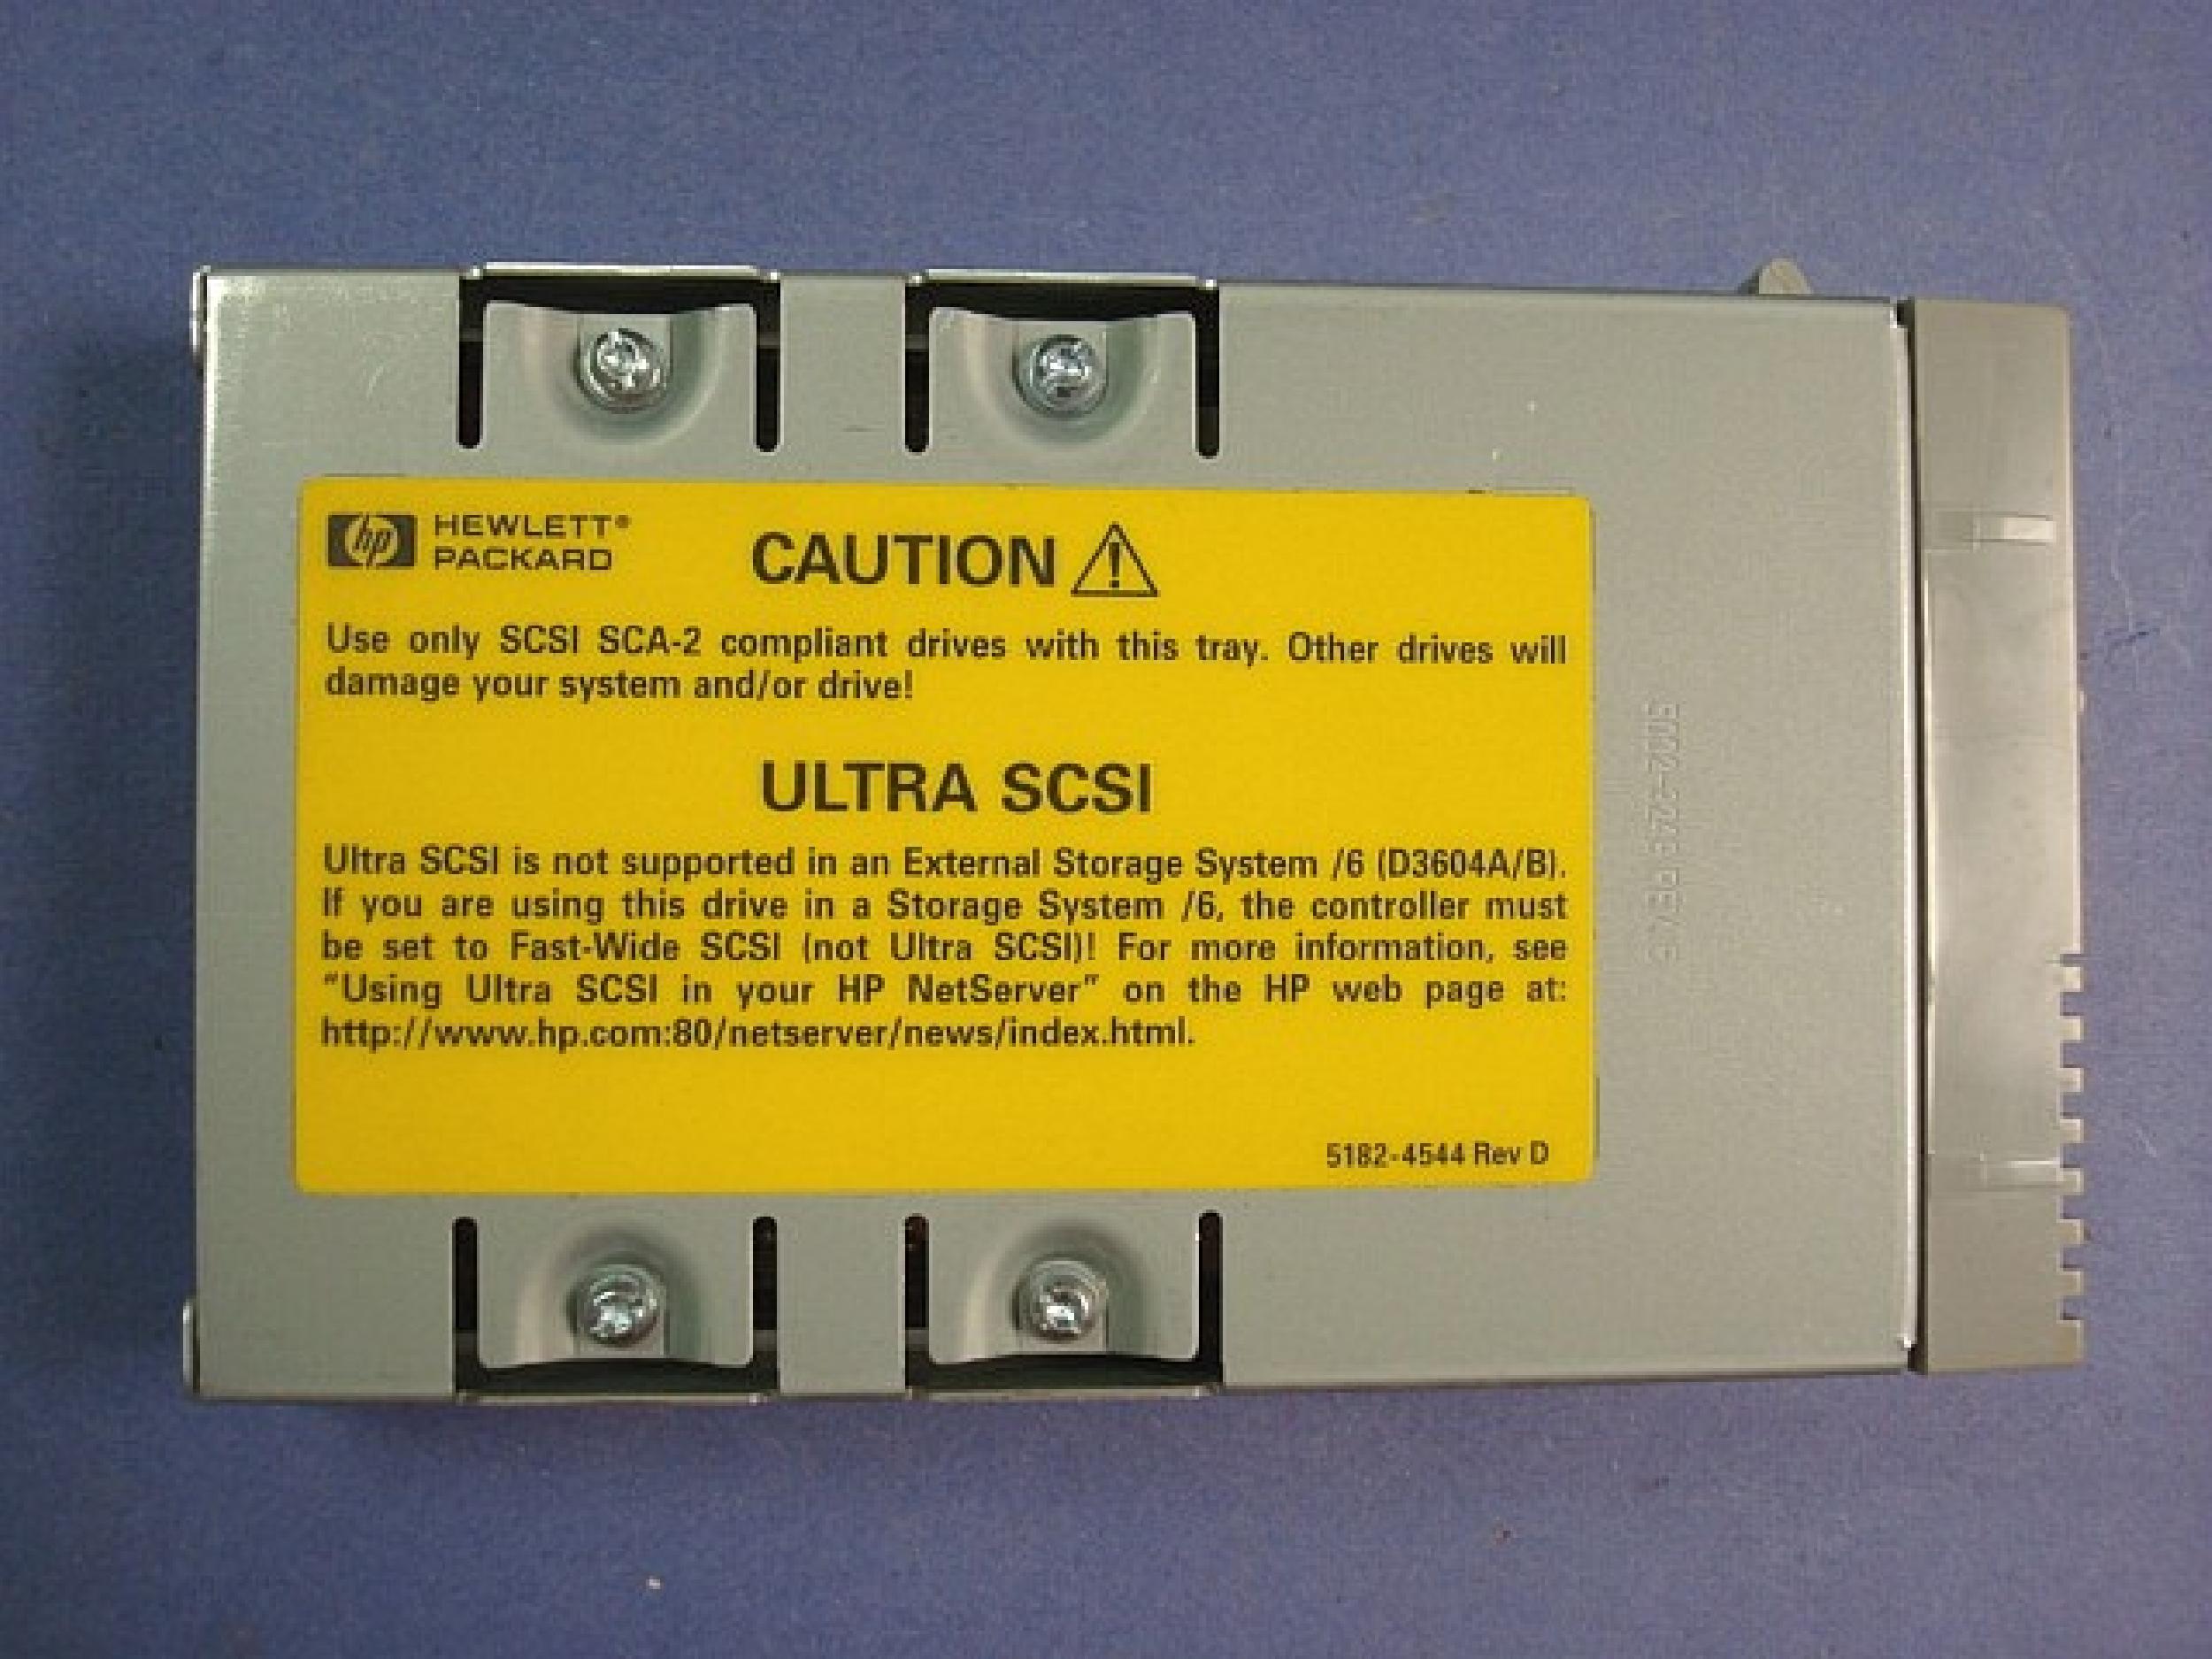 hp HEWLETT®
PACKARD
CAUTION
Use only SCSI SCA-2 compliant drives with this tray. Other drives will
damage your system and/or drive!
ULTRA SCSI
Ultra SCSI is not supported in an External Storage System /6 (D3604A/B).
If you are using this drive in a Storage System /6, the controller must
be set to Fast-Wide SCSI (not Ultra SCSI)! For more information, see
"Using Ultra SCSI in your HP NetServer" on the HP web page at:
http://www.hp.com:80/netserver/news/index.html.
5182-4544 Rev D